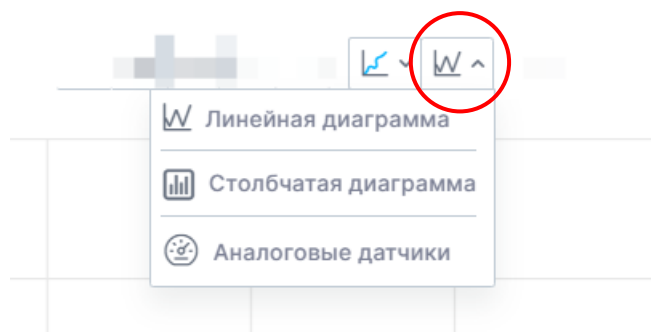 Линейная диаграмма
Столбчатая диаграмма
Аналоговые датчики